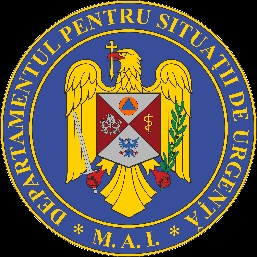 DEPARTAMENTUL PENTRU SITUAȚII DE URGENȚĂ
* M. A. I. *